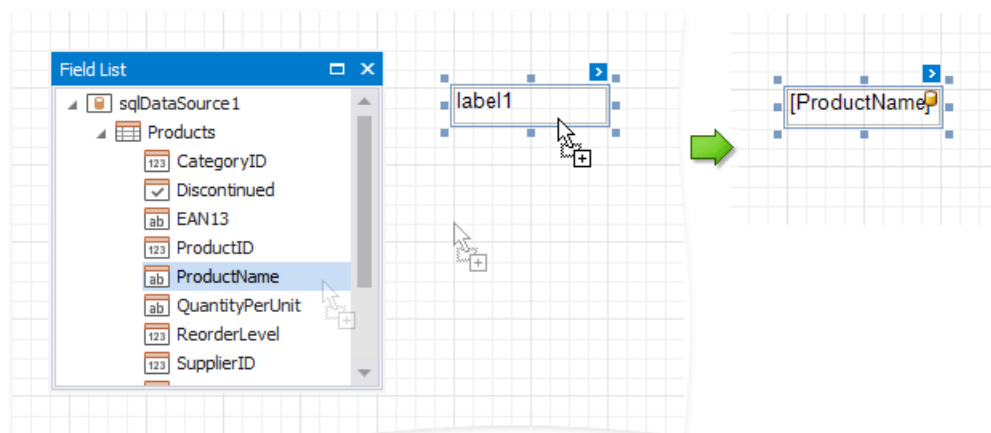 Field List
sqlDataSource1
Products
123 CategoryID
Discontinued
ab EAN13
123 ProductID
ab ProductName
ab QuantityPerUnit
123 ReorderLevel
123 SupplierID
label1
[ProductName]